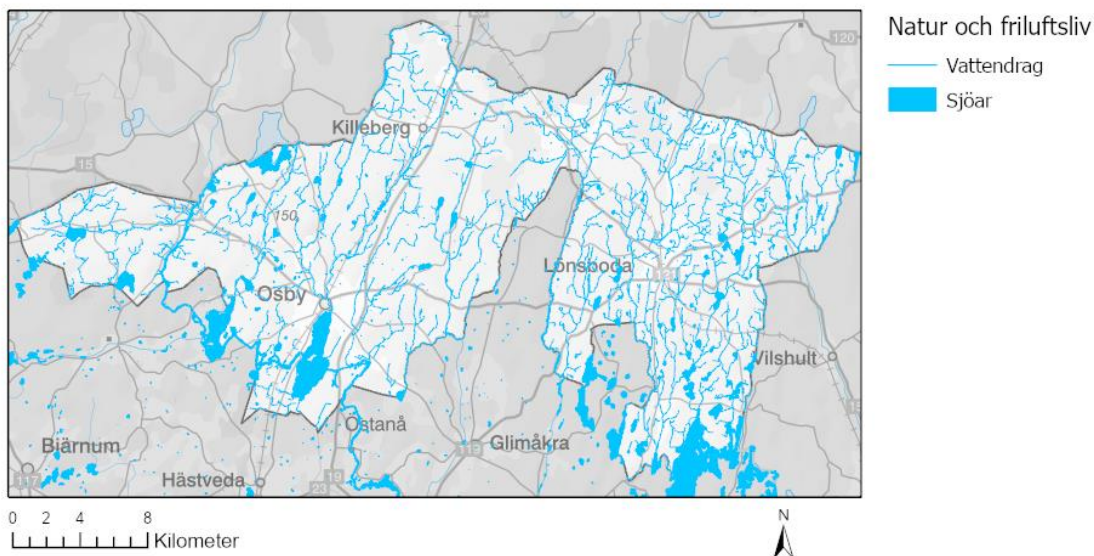 Natur och friluftsliv
Vattendrag
Sjöar
120
Killeberg
15
150
Lönsboda
121
Osby
Vilshult
15
Östanå
Glimåkra
119
Bjärnum
117
Hästveda
19
23
0 2 4 8
Kilometer
N